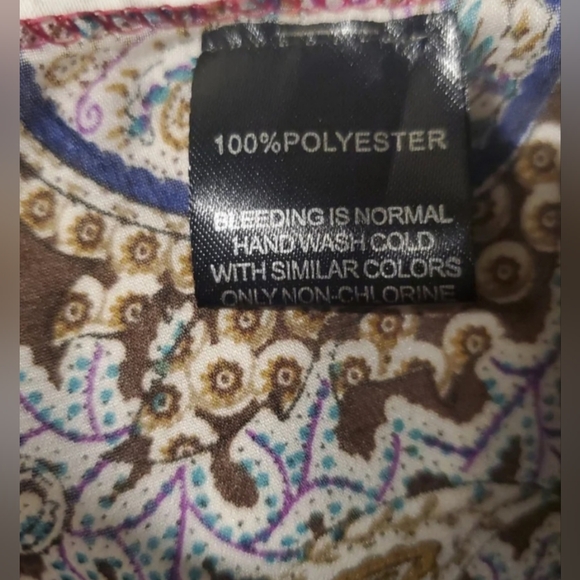 100%POLYESTER
BLEEDING IS NORMAL
HAND WASH COLD
WITH SIMILAR COLORS
ONLY NON-CHLORINE